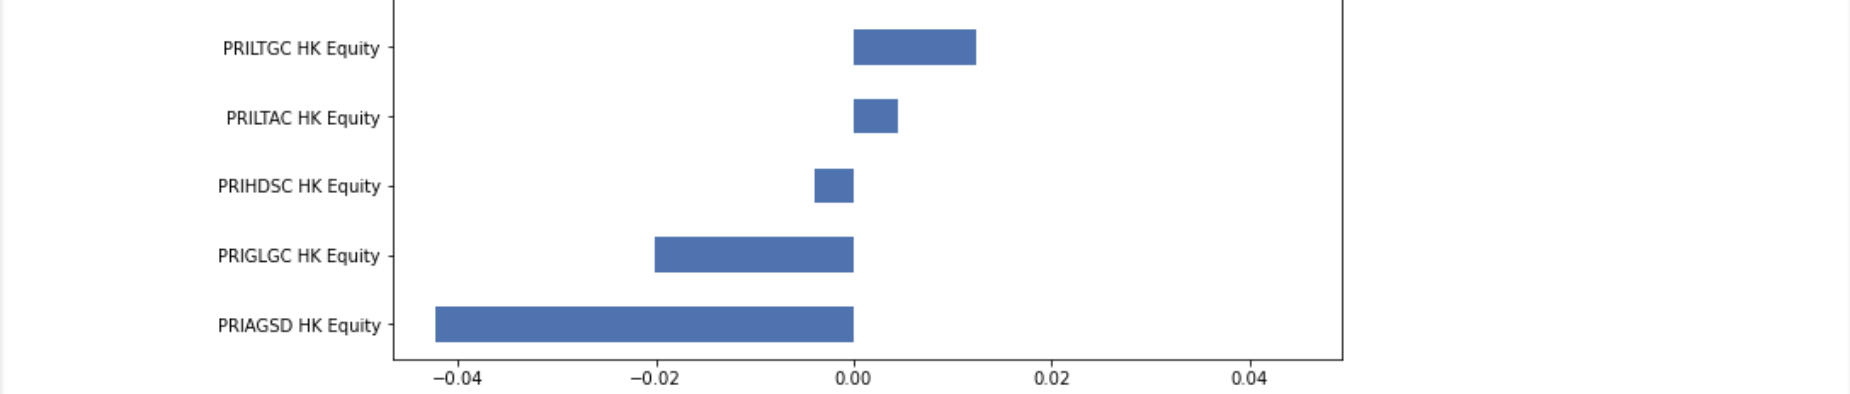 PRILTGC HK Equity
PRILTAC HK Equity
PRIHDSC HK Equity
PRIGLGC HK Equity
PRIAGSD HK Equity
−0.04 −0.02 0.00 0.02 0.04